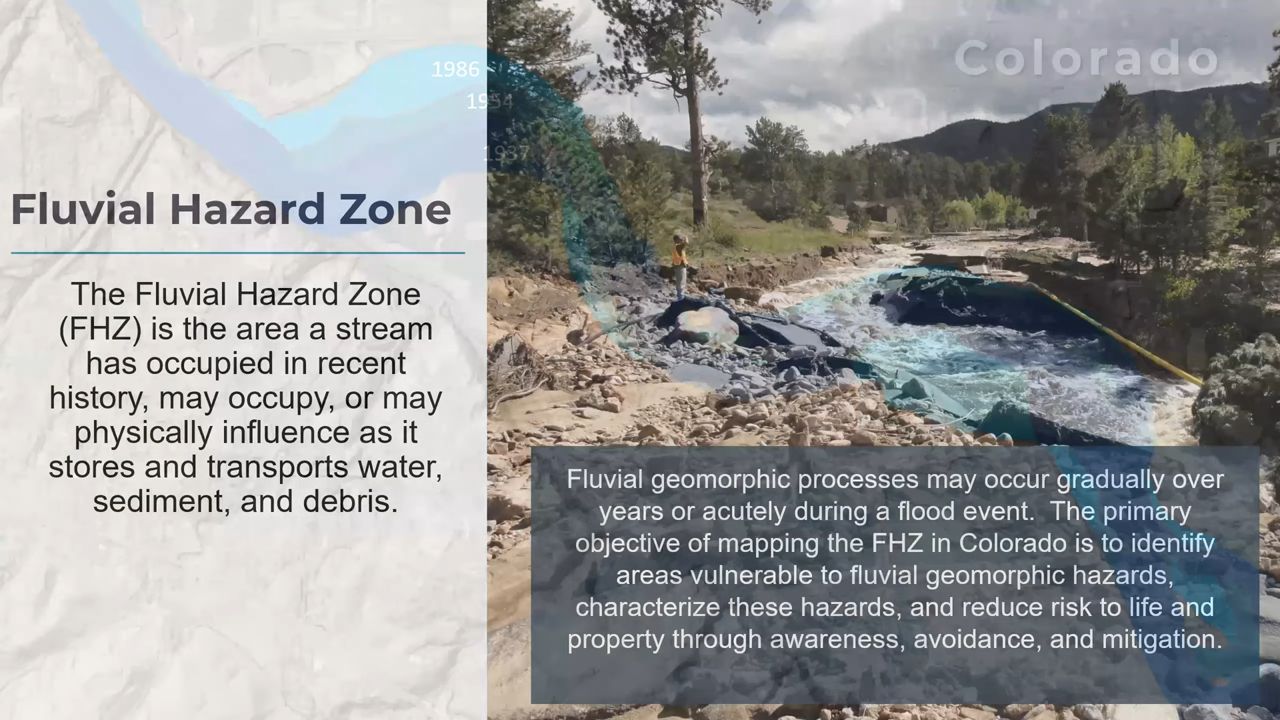 Colorado
1986
1954
1937
Fluvial Hazard Zone
The Fluvial Hazard Zone
(FHZ) is the area a stream
has occupied in recent
history, may occupy, or may
physically influence as it
stores and transports water,
sediment, and debris.
Fluvial geomorphic processes may occur gradually over
years or acutely during a flood event.  The primary
objective of mapping the FHZ in Colorado is to identify
areas vulnerable to fluvial geomorphic hazards,
characterize these hazards, and reduce risk to life and
property through awareness, avoidance, and mitigation.